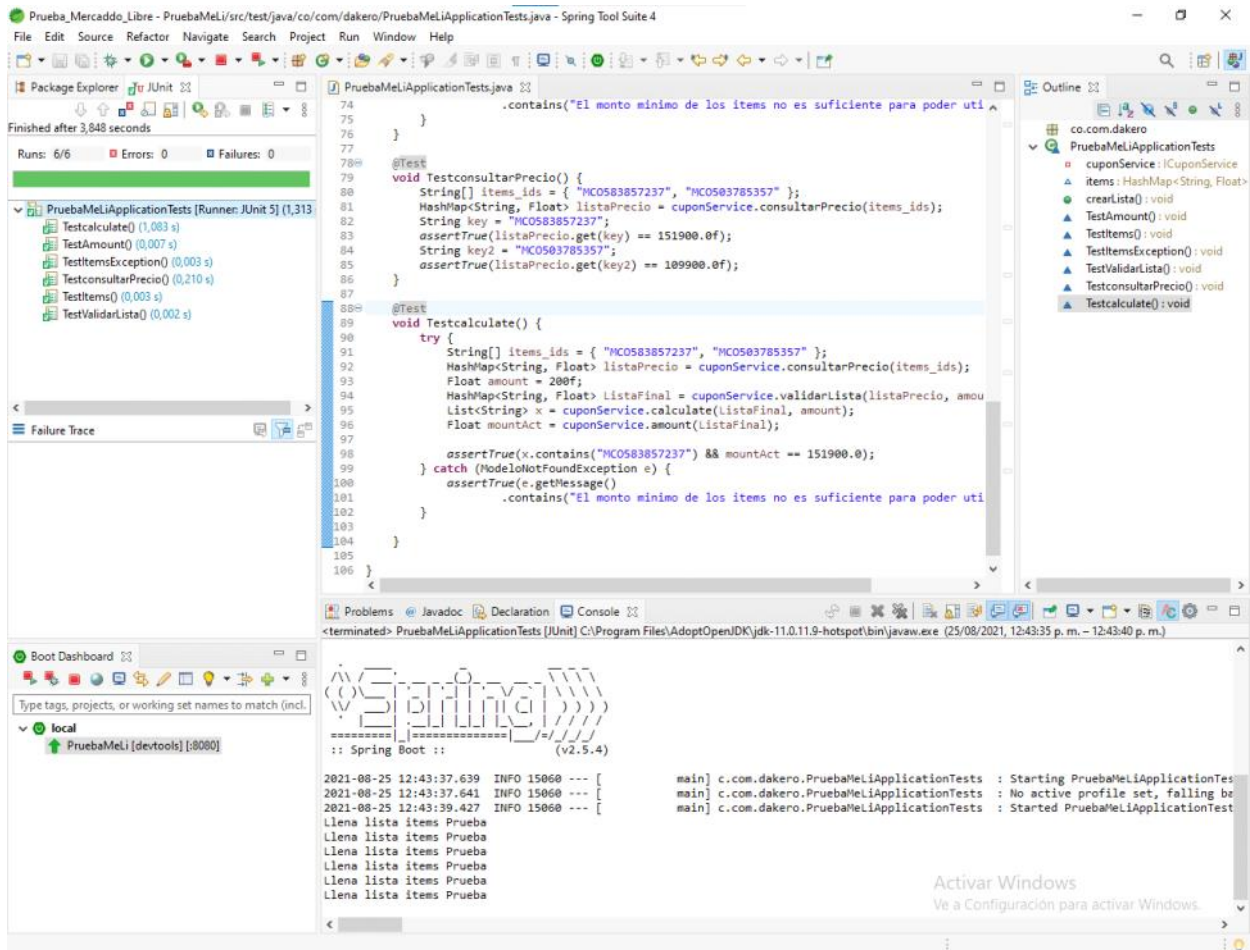 Prueba_Mercaddo_Libre - PruebaMeLi/src/test/java/co/com/dakero/PruebaMeLiApplicationTests.java - Spring Tool Suite 4
File Edit Source Refactor Navigate Search Project Run Window Help
Package Explorer JUnit
Finished after 3,848 seconds
Runs: 6/6 Errors: 0 Failures: 0
PruebaMeLiApplicationTests [Runner: JUnit 5] (1,313
Testcalculate() (1,083 s)
TestAmount() (0,007 s)
TestItemsException() (0,003 s)
TestconsultarPrecio() (0,210 s)
TestItems() (0,003 s)
TestValidarLista() (0,002 s)
Failure Trace
Boot Dashboard
Type tags, projects, or working set names to match (incl.
local
PruebaMeLi [devtools] [:8080]
PruebaMeLiApplicationTests.java
74 .contains("El monto minimo de los items no es suficiente para poder uti
75 }
76 }
77
78 @Test
79 void TestconsultarPrecio() {
80 String[] items_ids = { "MCO583857237", "MCO503785357" };
81 HashMap<String, Float> listaPrecio = cuponService.consultarPrecio(items_ids);
82 String key = "MCO583857237";
83 assertTrue(listaPrecio.get(key) == 151900.0f);
84 String key2 = "MCO503785357";
85 assertTrue(listaPrecio.get(key2) == 109900.0f);
86 }
87
88 @Test
89 void Testcalculate() {
90 try {
91 String[] items_ids = { "MCO583857237", "MCO503785357" };
92 HashMap<String, Float> listaPrecio = cuponService.consultarPrecio(items_ids);
93 Float amount = 200f;
94 HashMap<String, Float> ListaFinal = cuponService.validarLista(listaPrecio, amou
95 List<String> x = cuponService.calculate(ListaFinal, amount);
96 Float mountAct = cuponService.amount(ListaFinal);
97
98 assertTrue(x.contains("MCO583857237") && mountAct == 151900.0);
99 } catch (ModeloNotFoundException e) {
100 assertTrue(e.getMessage()
101 .contains("El monto minimo de los items no es suficiente para poder uti
102 }
103
104 }
105
106 }
Outline
co.com.dakero
PruebaMeLiApplicationTests
cuponService : ICuponService
items : HashMap<String, Float>
crearLista() : void
TestAmount() : void
TestItems() : void
TestItemsException() : void
TestValidarLista() : void
TestconsultarPrecio() : void
Testcalculate() : void
Problems Javadoc Declaration Console
<terminated> PruebaMeLiApplicationTests [JUnit] C:\Program Files\AdoptOpenJDK\jdk-11.0.11.9-hotspot\bin\javaw.exe (25/08/2021, 12:43:35 p. m. – 12:43:40 p. m.)
:: Spring Boot :: (v2.5.4)
2021-08-25 12:43:37.639 INFO 15060 --- [ main] c.com.dakero.PruebaMeLiApplicationTests : Starting PruebaMeLiApplicationTes
2021-08-25 12:43:37.641 INFO 15060 --- [ main] c.com.dakero.PruebaMeLiApplicationTests : No active profile set, falling ba
2021-08-25 12:43:39.427 INFO 15060 --- [ main] c.com.dakero.PruebaMeLiApplicationTests : Started PruebaMeLiApplicationTest
Llena lista items Prueba
Llena lista items Prueba
Llena lista items Prueba
Llena lista items Prueba
Llena lista items Prueba
Llena lista items Prueba
Activar Windows
Ve a Configuración para activar Windows.